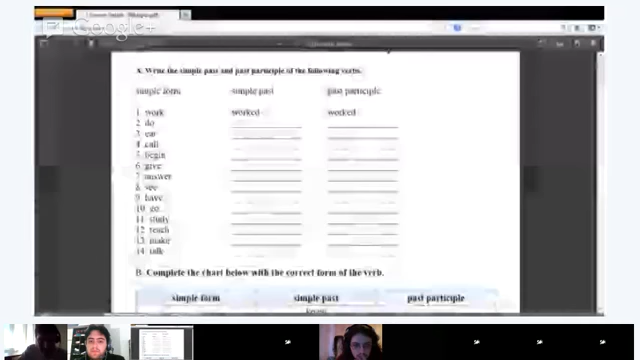 Google+
A. Write the simple past and past participle of the following verbs.
simple form simple past past participle
1 work worked worked
2 do
3 eat
4 call
5 begin
6 give
7 answer
8 see
9 have
10 go
11 study
12 teach
13 make
14 talk
B. Complete the chart below with the correct form of the verb.
simple form simple past past participle